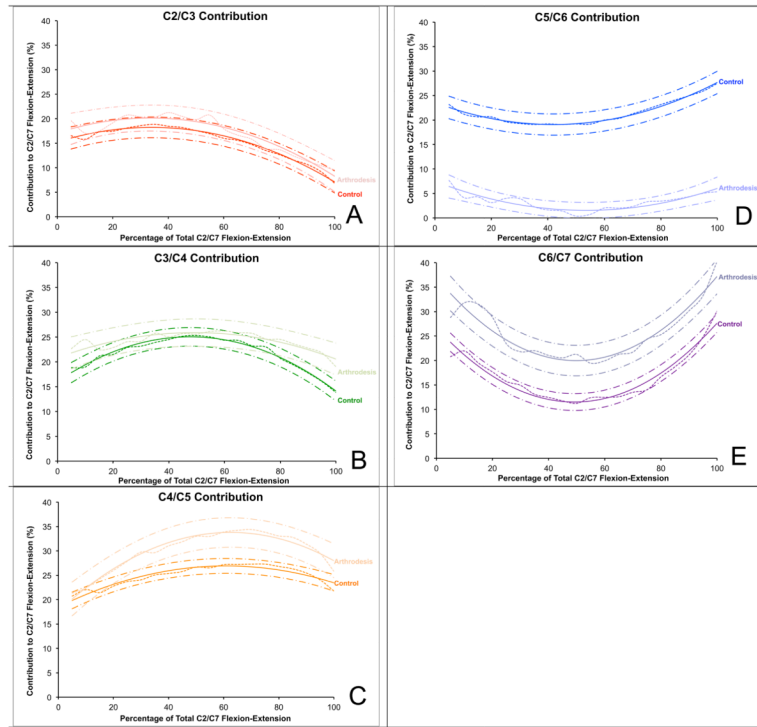 C2/C3 Contribution
Contribution to C2/C7 Flexion-Extension (%)
40
35
30
25
20
15
10
5
0
0 20 40 60 80 100
Percentage of Total C2/C7 Flexion-Extension
Arthrodesis
Control
A
C5/C6 Contribution
Contribution to C2/C7 Flexion-Extension (%)
40
35
30
25
20
15
10
5
0
0 20 40 60 80 100
Percentage of Total C2/C7 Flexion-Extension
Control
Arthrodesis
D
C3/C4 Contribution
Contribution to C2/C7 Flexion-Extension (%)
40
35
30
25
20
15
10
5
0
0 20 40 60 80 100
Percentage of Total C2/C7 Flexion-Extension
Arthrodesis
Control
B
C6/C7 Contribution
Contribution to C2/C7 Flexion-Extension (%)
40
35
30
25
20
15
10
5
0
0 20 40 60 80 100
Percentage of Total C2/C7 Flexion-Extension
Arthrodesis
Control
E
C4/C5 Contribution
Contribution to C2/C7 Flexion-Extension (%)
40
35
30
25
20
15
10
5
0
0 20 40 60 80 100
Percentage of Total C2/C7 Flexion-Extension
Arthrodesis
Control
C